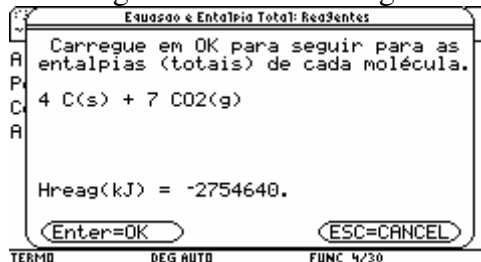 Equasao e Entalpia Total: Reagentes
Carregue em OK para seguir para as
entalpias (totais) de cada molécula.
4 C(s) + 7 CO2(g)
Hreag(kJ) = -2754640.
Enter=OK ESC=CANCEL
TERMO DEG AUTO FUNC 4/30